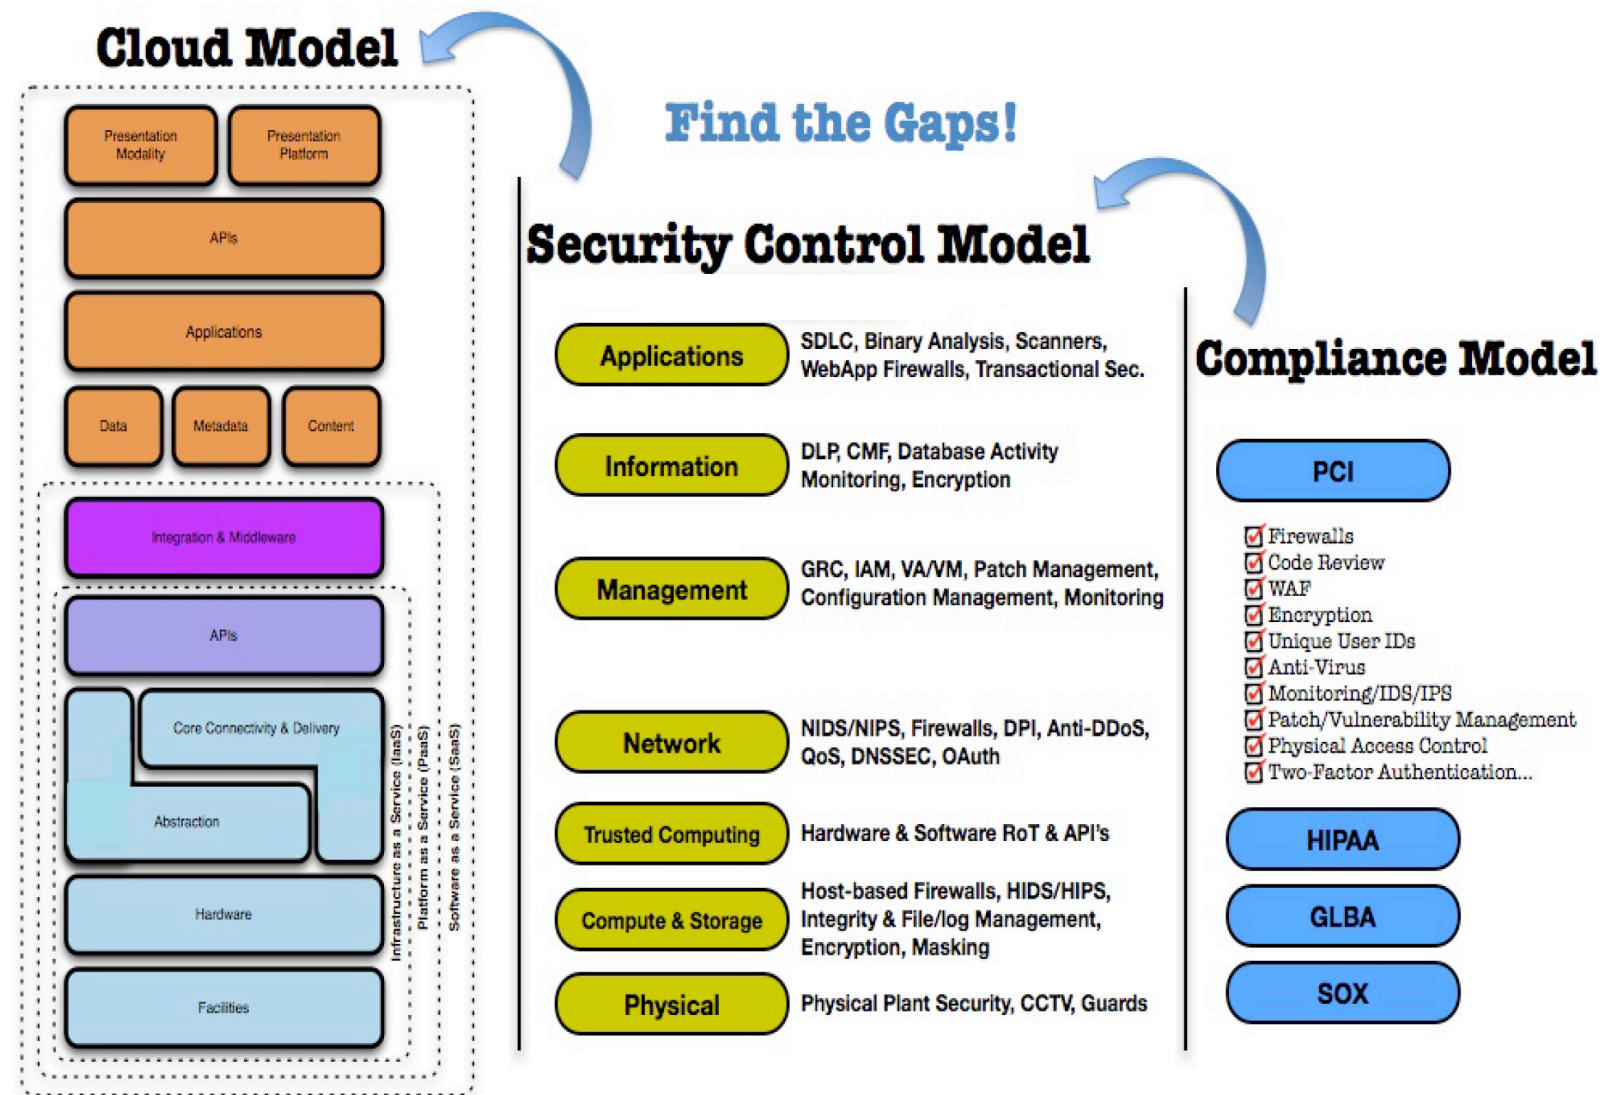 Cloud Model
Presentation
Modality
Presentation
Platform
APIs
Applications
Data
Metadata
Content
Integration & Middleware
APIs
Core Connectivity & Delivery
Abstraction
Hardware
Facilities
Infrastructure as a Service (IaaS)
Platform as a Service (PaaS)
Software as a Service (SaaS)
Find the Gaps!
Security Control Model
Applications
SDLC, Binary Analysis, Scanners,
WebApp Firewalls, Transactional Sec.
Information
DLP, CMF, Database Activity
Monitoring, Encryption
Management
GRC, IAM, VA/VM, Patch Management,
Configuration Management, Monitoring
Network
NIDS/NIPS, Firewalls, DPI, Anti-DDoS,
QoS, DNSSEC, OAuth
Trusted Computing
Hardware & Software RoT & API's
Compute & Storage
Host-based Firewalls, HIDS/HIPS,
Integrity & File/log Management,
Encryption, Masking
Physical
Physical Plant Security, CCTV, Guards
Compliance Model
PCI
Firewalls
Code Review
WAF
Encryption
Unique User IDs
Anti-Virus
Monitoring/IDS/IPS
Patch/Vulnerability Management
Physical Access Control
Two-Factor Authentication...
HIPAA
GLBA
SOX